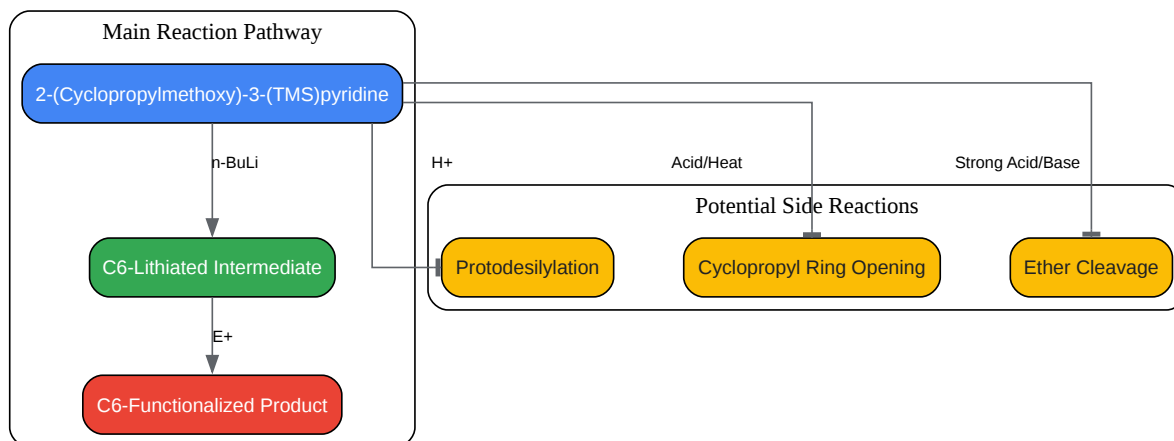 Main Reaction Pathway
2-(Cyclopropylmethoxy)-3-(TMS)pyridine
n-BuLi
H+
Acid/Heat
Strong Acid/Base
Potential Side Reactions
C6-Lithiated Intermediate
Protodesilylation
Cyclopropyl Ring Opening
Ether Cleavage
E+
C6-Functionalized Product